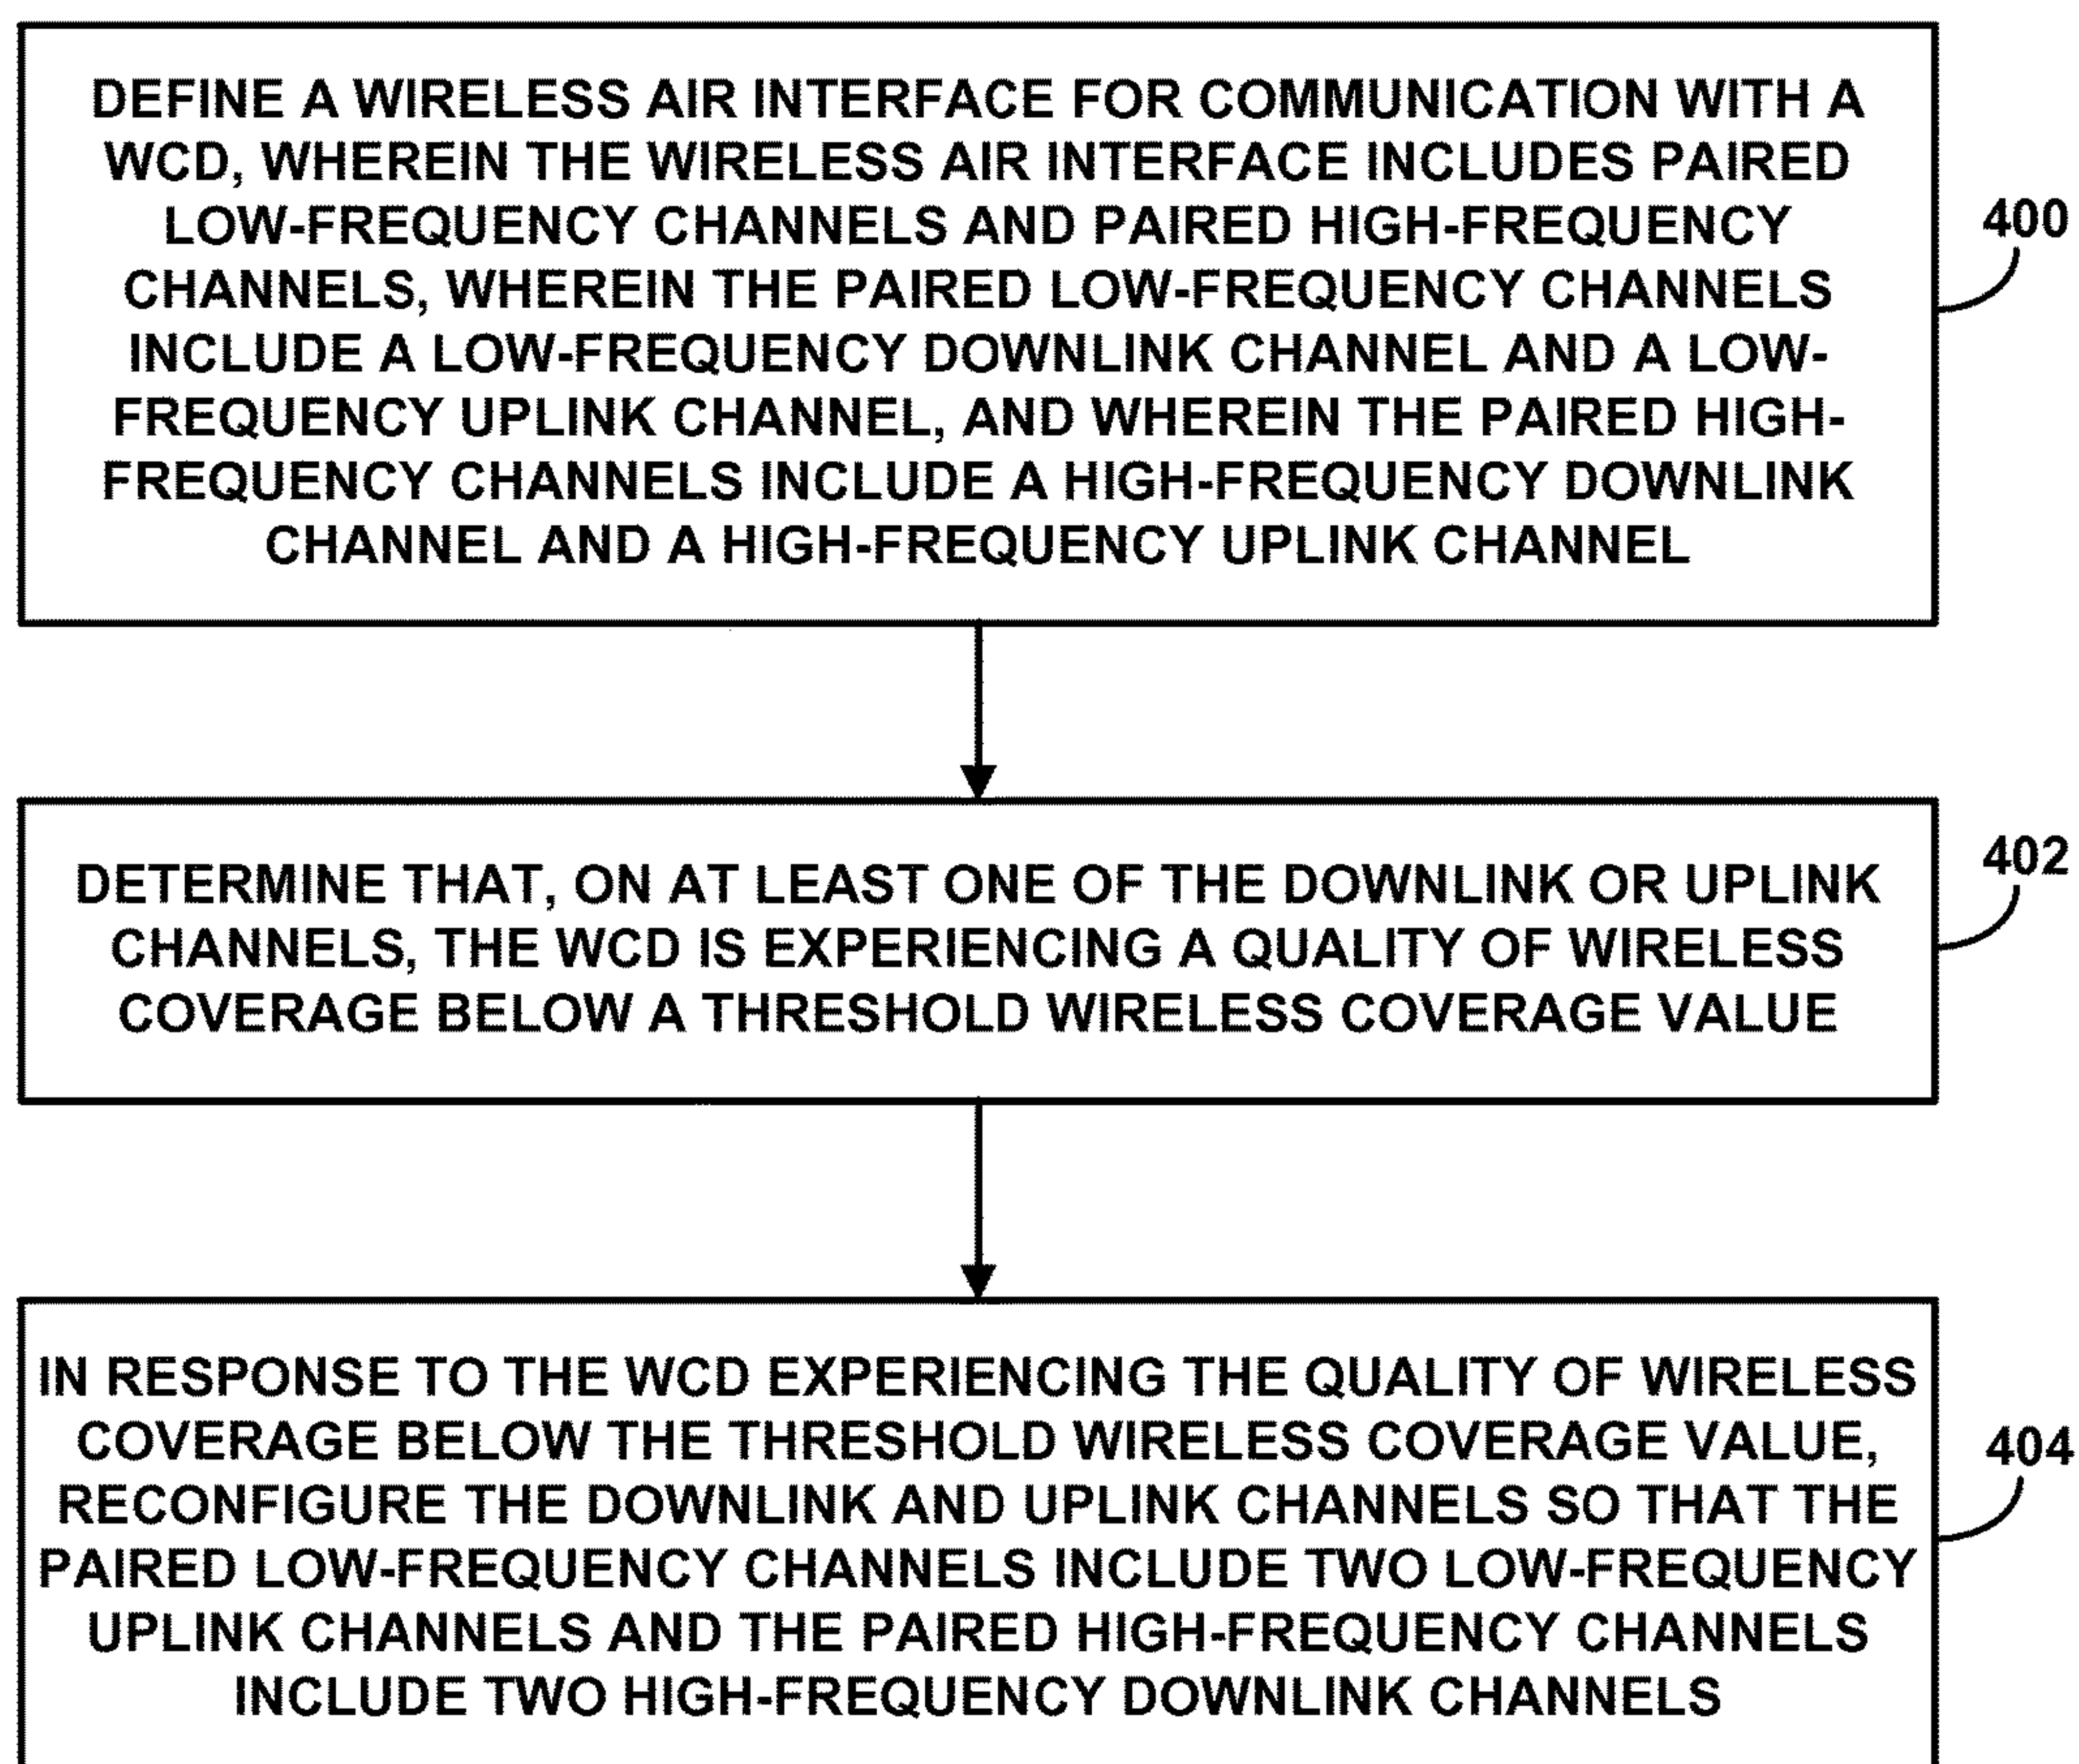 DEFINE A WIRELESS AIR INTERFACE FOR COMMUNICATION WITH A
WCD, WHEREIN THE WIRELESS AIR INTERFACE INCLUDES PAIRED
LOW-FREQUENCY CHANNELS AND PAIRED HIGH-FREQUENCY
CHANNELS, WHEREIN THE PAIRED LOW-FREQUENCY CHANNELS
INCLUDE A LOW-FREQUENCY DOWNLINK CHANNEL AND A LOW-
FREQUENCY UPLINK CHANNEL, AND WHEREIN THE PAIRED HIGH-
FREQUENCY CHANNELS INCLUDE A HIGH-FREQUENCY DOWNLINK
CHANNEL AND A HIGH-FREQUENCY UPLINK CHANNEL
400
DETERMINE THAT, ON AT LEAST ONE OF THE DOWNLINK OR UPLINK
CHANNELS, THE WCD IS EXPERIENCING A QUALITY OF WIRELESS
COVERAGE BELOW A THRESHOLD WIRELESS COVERAGE VALUE
402
IN RESPONSE TO THE WCD EXPERIENCING THE QUALITY OF WIRELESS
COVERAGE BELOW THE THRESHOLD WIRELESS COVERAGE VALUE,
RECONFIGURE THE DOWNLINK AND UPLINK CHANNELS SO THAT THE
PAIRED LOW-FREQUENCY CHANNELS INCLUDE TWO LOW-FREQUENCY
UPLINK CHANNELS AND THE PAIRED HIGH-FREQUENCY CHANNELS
INCLUDE TWO HIGH-FREQUENCY DOWNLINK CHANNELS
404